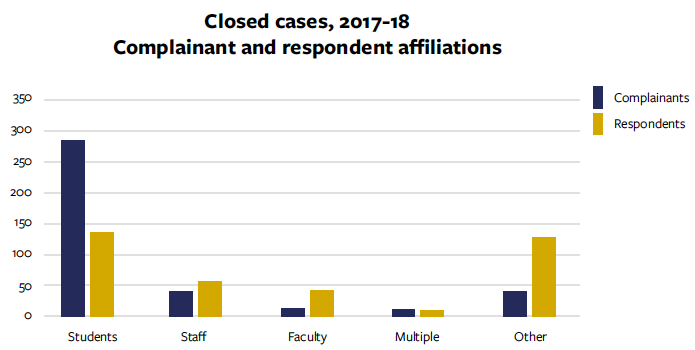 Closed cases, 2017-18
Complainant and respondent affiliations
350
300
250
200
150
100
50
0
Students
Staff
Faculty
Multiple
Other
Complainants
Respondents